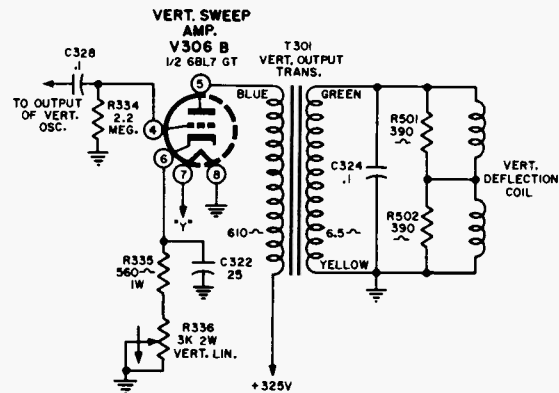 VERT. SWEEP
AMP.
V306 B
1/2 6BL7 GT
T301
VERT. OUTPUT
TRANS.
C328
.1
TO OUTPUT
OF VERT.
OSC.
R334
2.2
MEG.
5
4
6
7
8
"Y"
BLUE
GREEN
610~
6.5~
YELLOW
C324
.1
R501
390
~
R502
390
~
VERT.
DEFLECTION
COIL
R335
560~
1W
C322
25
R336
3K 2W
VERT. LIN.
+325V